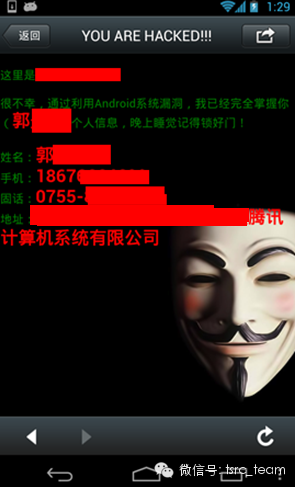 1:29
返回
YOU ARE HACKED!!!
这里是
很不幸，通过利用Android系统漏洞，我已经完全掌握你
（郭 个人信息，晚上睡觉记得锁好门！
姓名：郭
手机：1867
固话：0755-
地址： 腾讯
计算机系统有限公司
微信号: tsrc_team